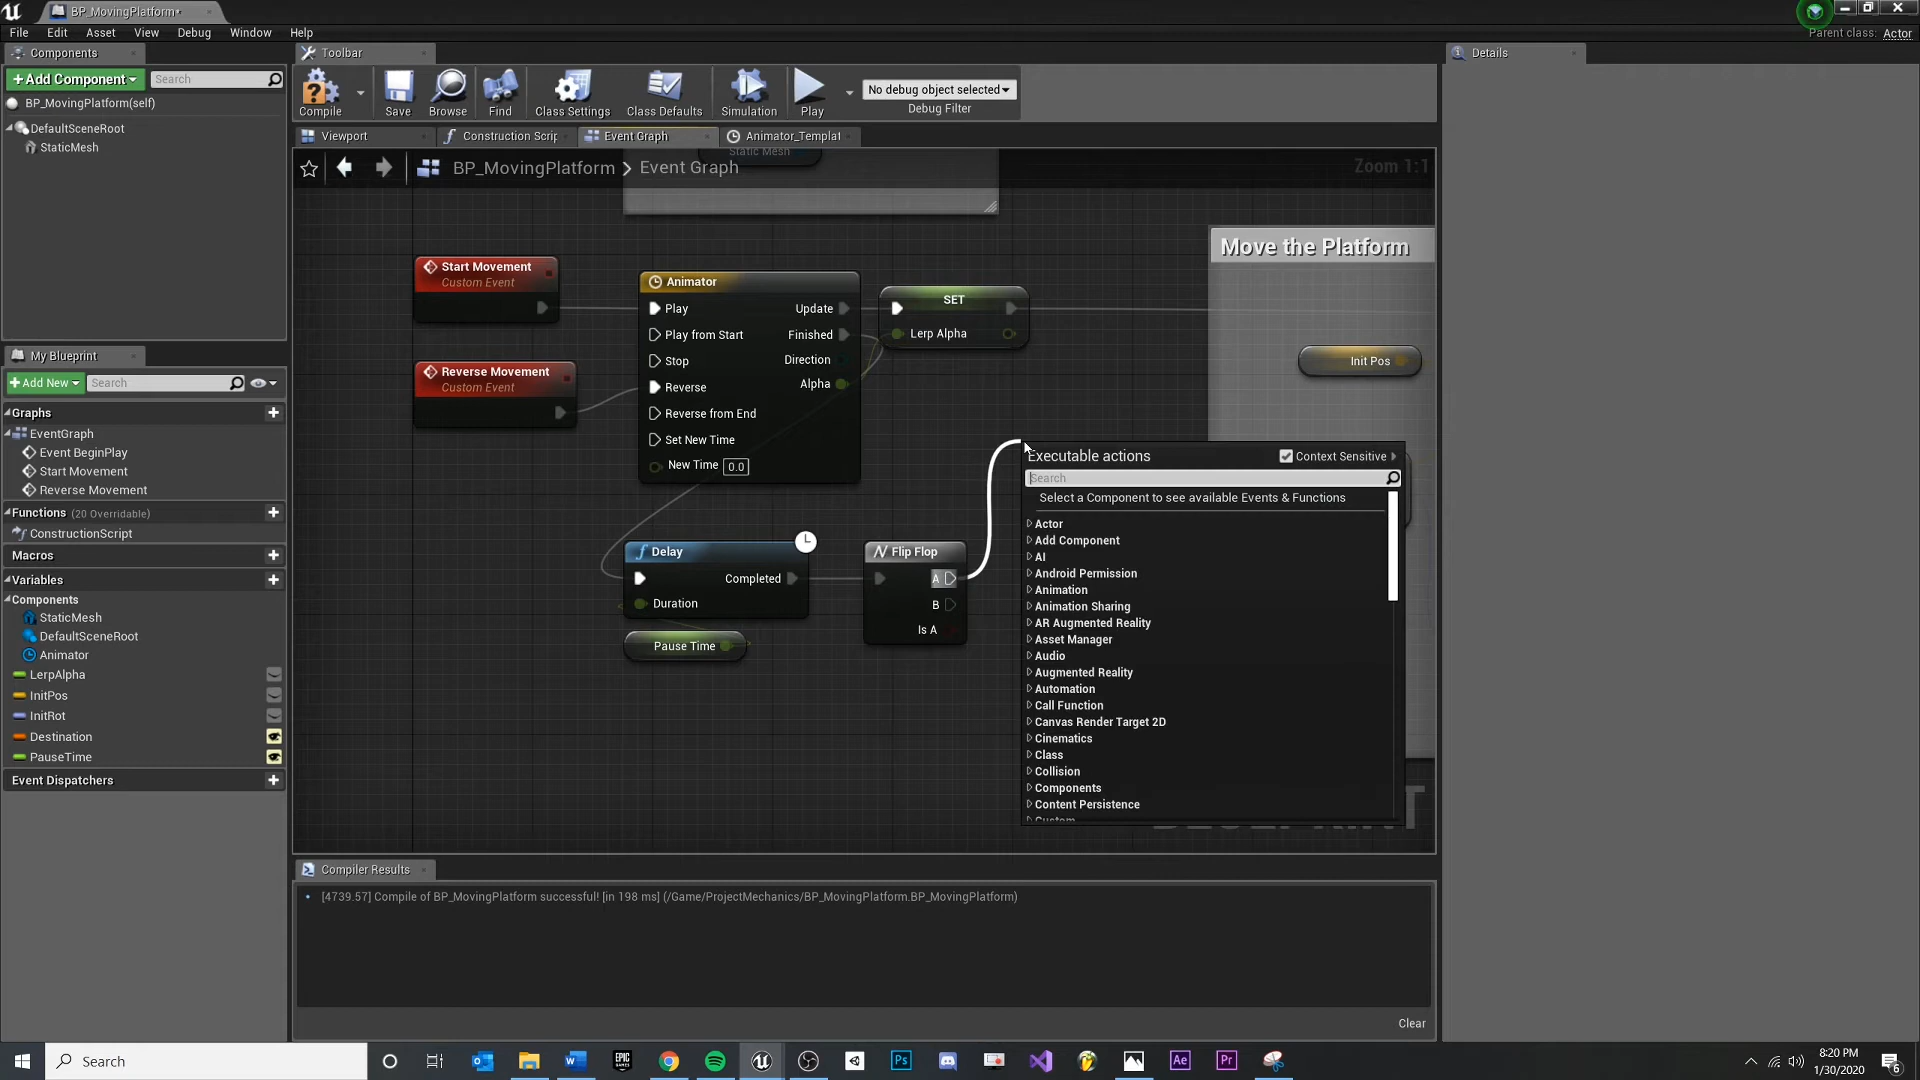 BP_MovingPlatform*
File Edit Asset View Debug Window Help
Parent class: Actor
Components
+Add Component
Search
BP_MovingPlatform(self)
DefaultSceneRoot
StaticMesh
My Blueprint
+Add New
Search
Graphs
EventGraph
Event BeginPlay
Start Movement
Reverse Movement
Functions (20 Overridable)
ConstructionScript
Macros
Variables
Components
StaticMesh
DefaultSceneRoot
Animator
LerpAlpha
InitPos
InitRot
Destination
PauseTime
Event Dispatchers
Toolbar
Compile
Save
Browse
Find
Class Settings
Class Defaults
Simulation
Play
No debug object selected
Debug Filter
Viewport
Construction Scrip
Event Graph
Animator_Templat
BP_MovingPlatform > Event Graph
Zoom 1:1
Static Mesh
Start Movement
Custom Event
Reverse Movement
Custom Event
Animator
Play
Play from Start
Stop
Reverse
Reverse from End
Set New Time
New Time 0.0
Update
Finished
Direction
Alpha
SET
Lerp Alpha
Move the Platform
Init Pos
Delay
Completed
Duration
Pause Time
Flip Flop
A
B
Is A
Executable actions
Context Sensitive
Search
Select a Component to see available Events & Functions
Actor
Add Component
AI
Android Permission
Animation
Animation Sharing
AR Augmented Reality
Asset Manager
Audio
Augmented Reality
Automation
Call Function
Canvas Render Target 2D
Cinematics
Class
Collision
Components
Content Persistence
Custom
Compiler Results
[4739.57] Compile of BP_MovingPlatform successful! [in 198 ms] (/Game/ProjectMechanics/BP_MovingPlatform.BP_MovingPlatform)
Clear
Details
Search
EPIC GAMES
Ps
Ae
Pr
8:20 PM
1/30/2020
6